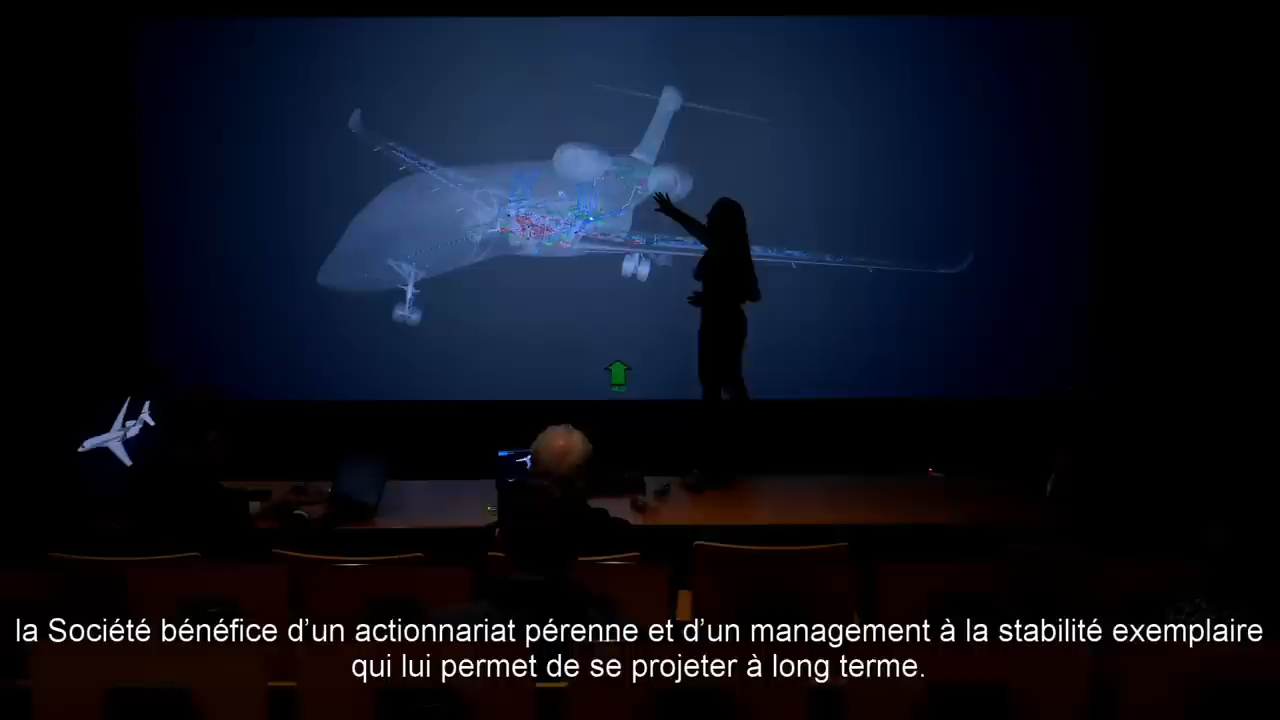 la Société bénéfice d’un actionnariat pérenne et d’un management à la stabilité exemplaire
qui lui permet de se projeter à long terme.